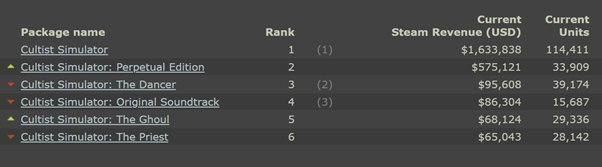 Current Current
Package name Rank Steam Revenue (USD) Units
Cultist Simulator 1 (1) $1,633,838 114,411
Cultist Simulator: Perpetual Edition 2 $575,121 33,909
Cultist Simulator: The Dancer 3 (2) $95,608 39,174
Cultist Simulator: Original Soundtrack 4 (3) $86,304 15,687
Cultist Simulator: The Ghoul 5 $68,124 29,336
Cultist Simulator: The Priest 6 $65,043 28,142